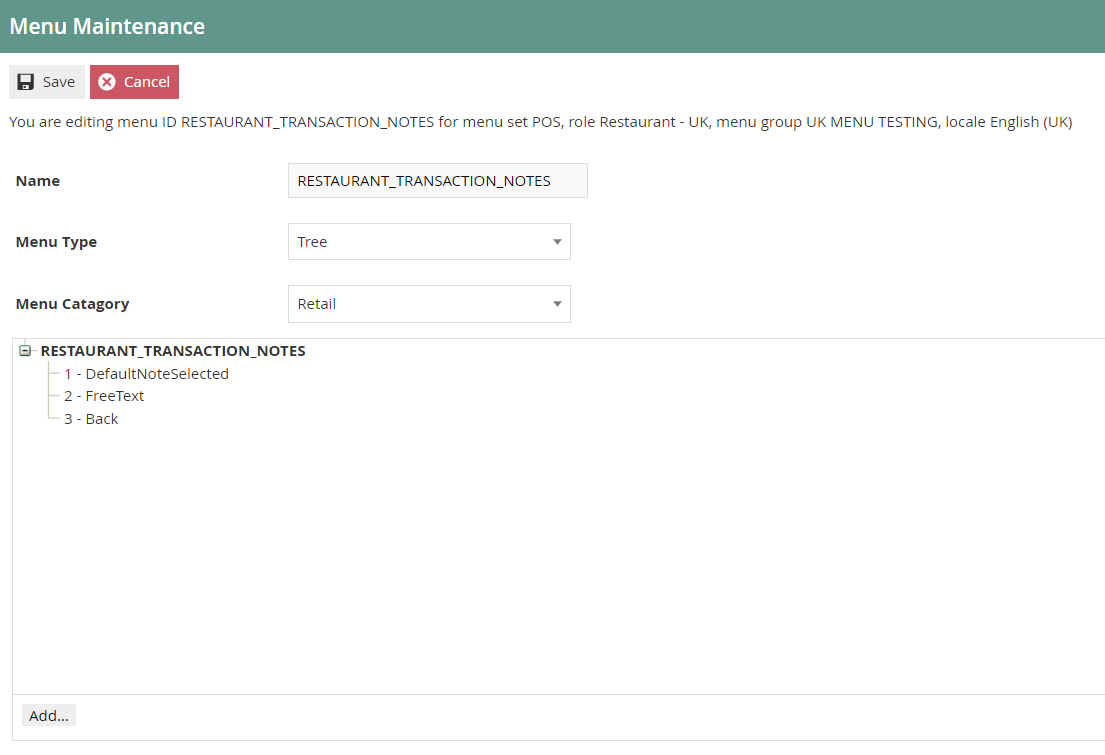 Menu Maintenance
Save Cancel
You are editing menu ID RESTAURANT_TRANSACTION_NOTES for menu set POS, role Restaurant - UK, menu group UK MENU TESTING, locale English (UK)
Name RESTAURANT_TRANSACTION_NOTES
Menu Type Tree
Menu Catagory Retail
RESTAURANT_TRANSACTION_NOTES
1 - DefaultNoteSelected
2 - FreeText
3 - Back
Add...